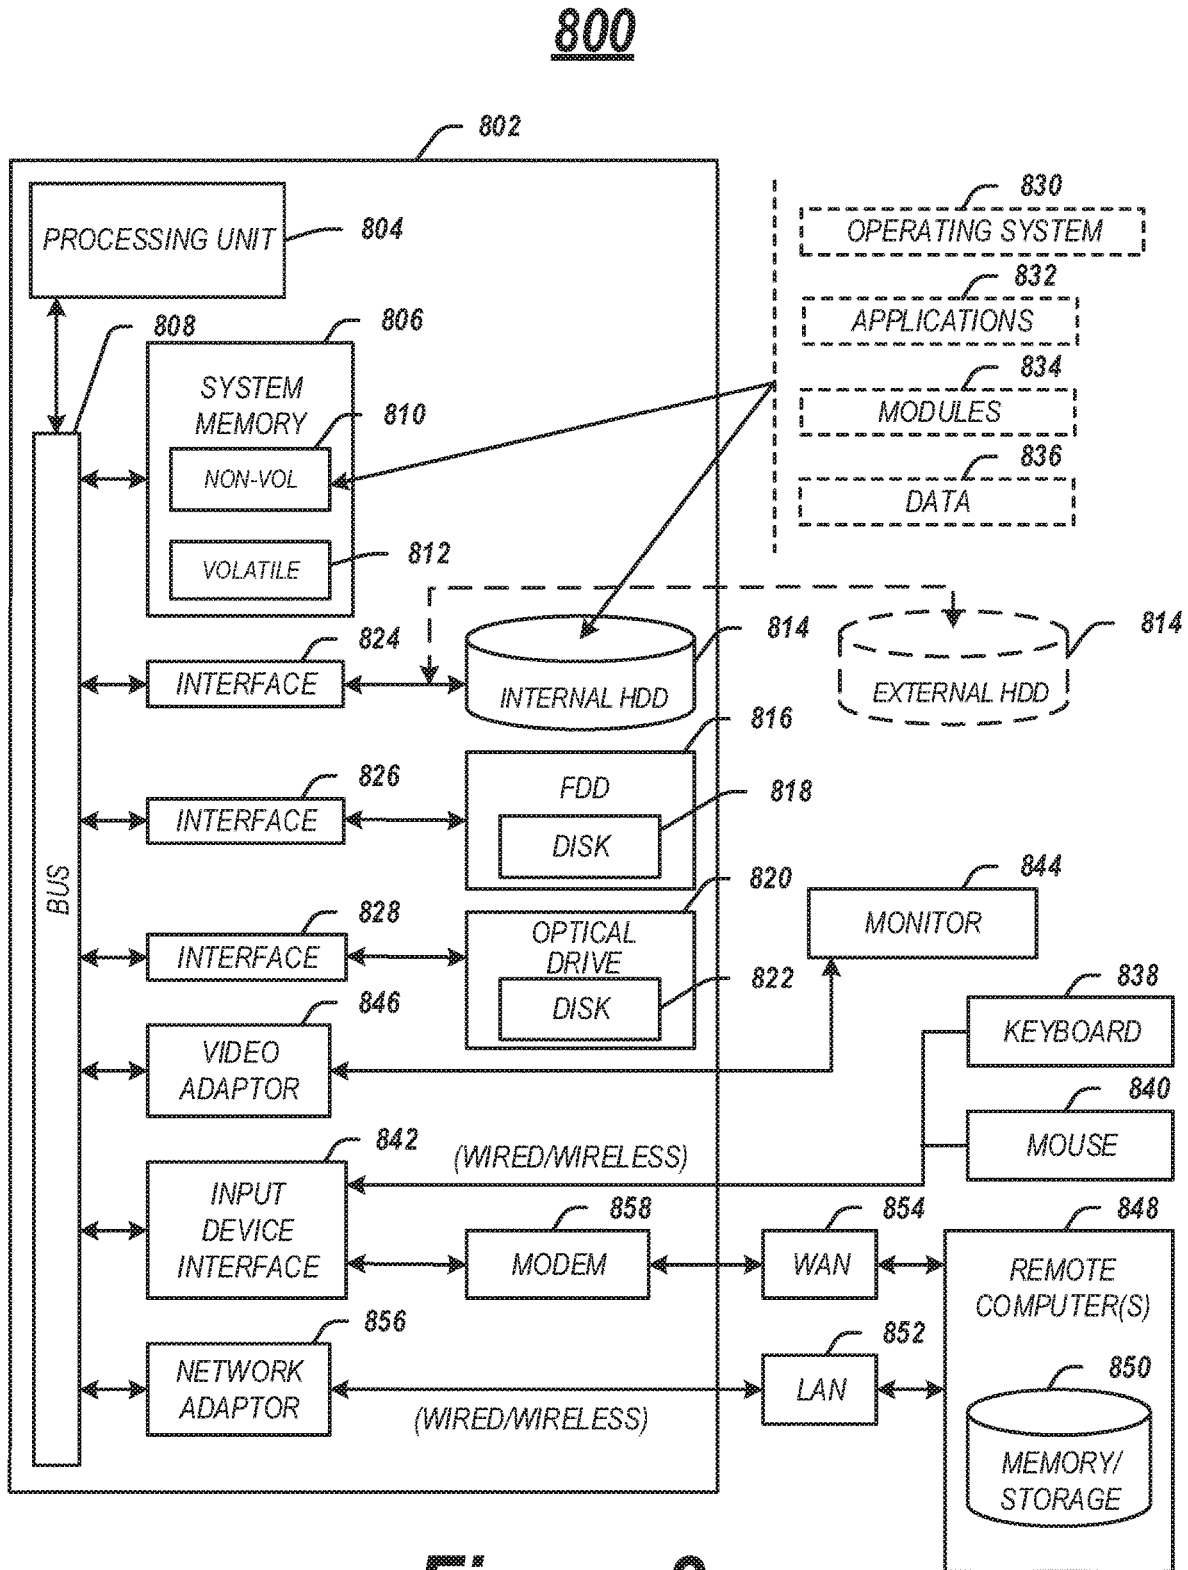 800
802
PROCESSING UNIT
804
830
OPERATING SYSTEM
808
806
832
APPLICATIONS
SYSTEM
MEMORY
810
NON-VOL
834
MODULES
836
DATA
812
VOLATILE
824
INTERFACE
814
INTERNAL HDD
814
EXTERNAL HDD
816
FDD
826
INTERFACE
818
DISK
BUS
820
OPTICAL
DRIVE
828
INTERFACE
822
DISK
844
MONITOR
846
VIDEO
ADAPTOR
838
KEYBOARD
840
MOUSE
842
INPUT
DEVICE
INTERFACE
(WIRED/WIRELESS)
858
MODEM
854
WAN
848
REMOTE
COMPUTER(S)
856
NETWORK
ADAPTOR
(WIRED/WIRELESS)
852
LAN
850
MEMORY/
STORAGE